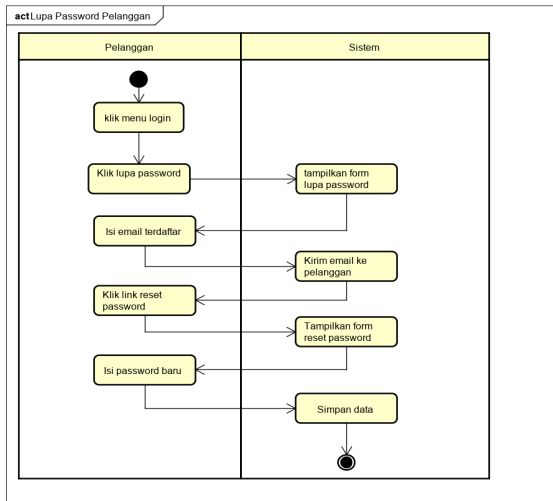 act Lupa Password Pelanggan
Pelanggan
Sistem
klik menu login
Klik lupa password
tampilkan form
lupa password
Isi email terdaftar
Kirim email ke
pelanggan
Klik link reset
password
Tampilkan form
reset password
Isi password baru
Simpan data